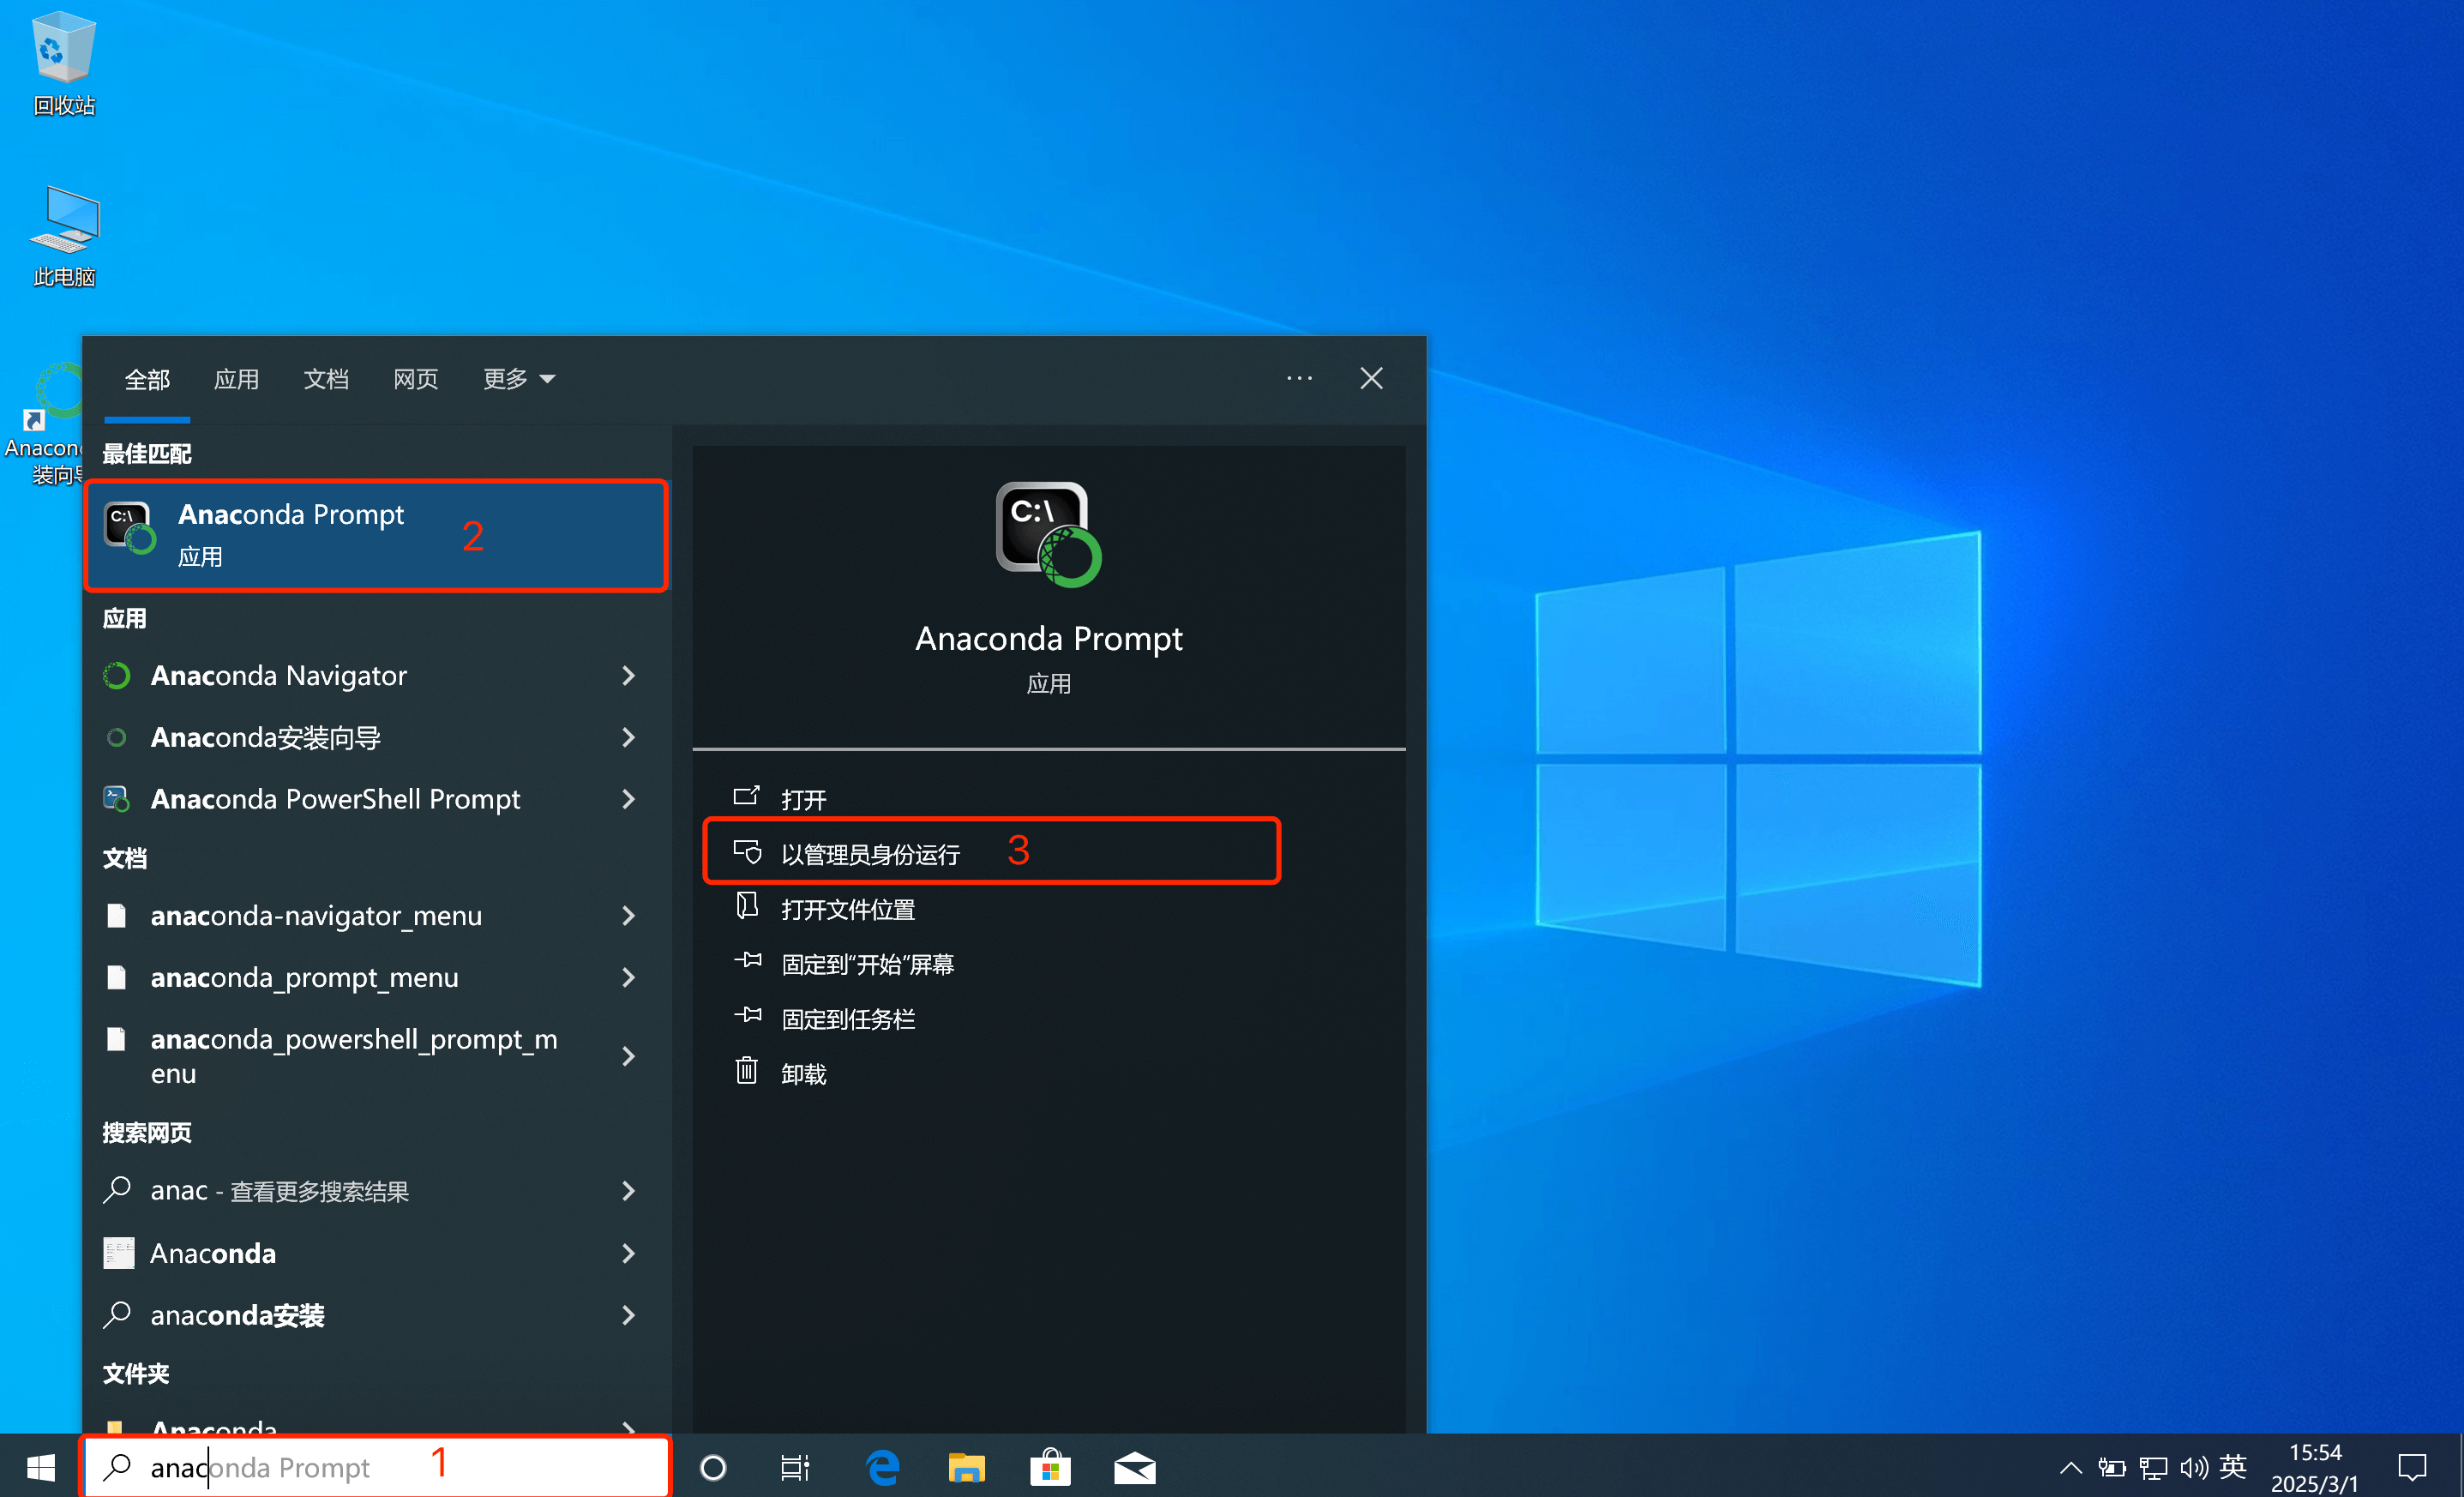 回收站
此电脑
Anacon
装向导
全部 应用 文档 网页 更多
最佳匹配
C:\
Anaconda Prompt
应用
2
应用
Anaconda Navigator
Anaconda安装向导
Anaconda PowerShell Prompt
文档
anaconda-navigator_menu
anaconda_prompt_menu
anaconda_powershell_prompt_m
enu
搜索网页
anac - 查看更多搜索结果
Anaconda
anaconda安装
文件夹
Anaconda
C:\
Anaconda Prompt
应用
打开
以管理员身份运行
3
打开文件位置
固定到“开始”屏幕
固定到任务栏
卸载
anaconda Prompt
1
英
15:54
2025/3/1